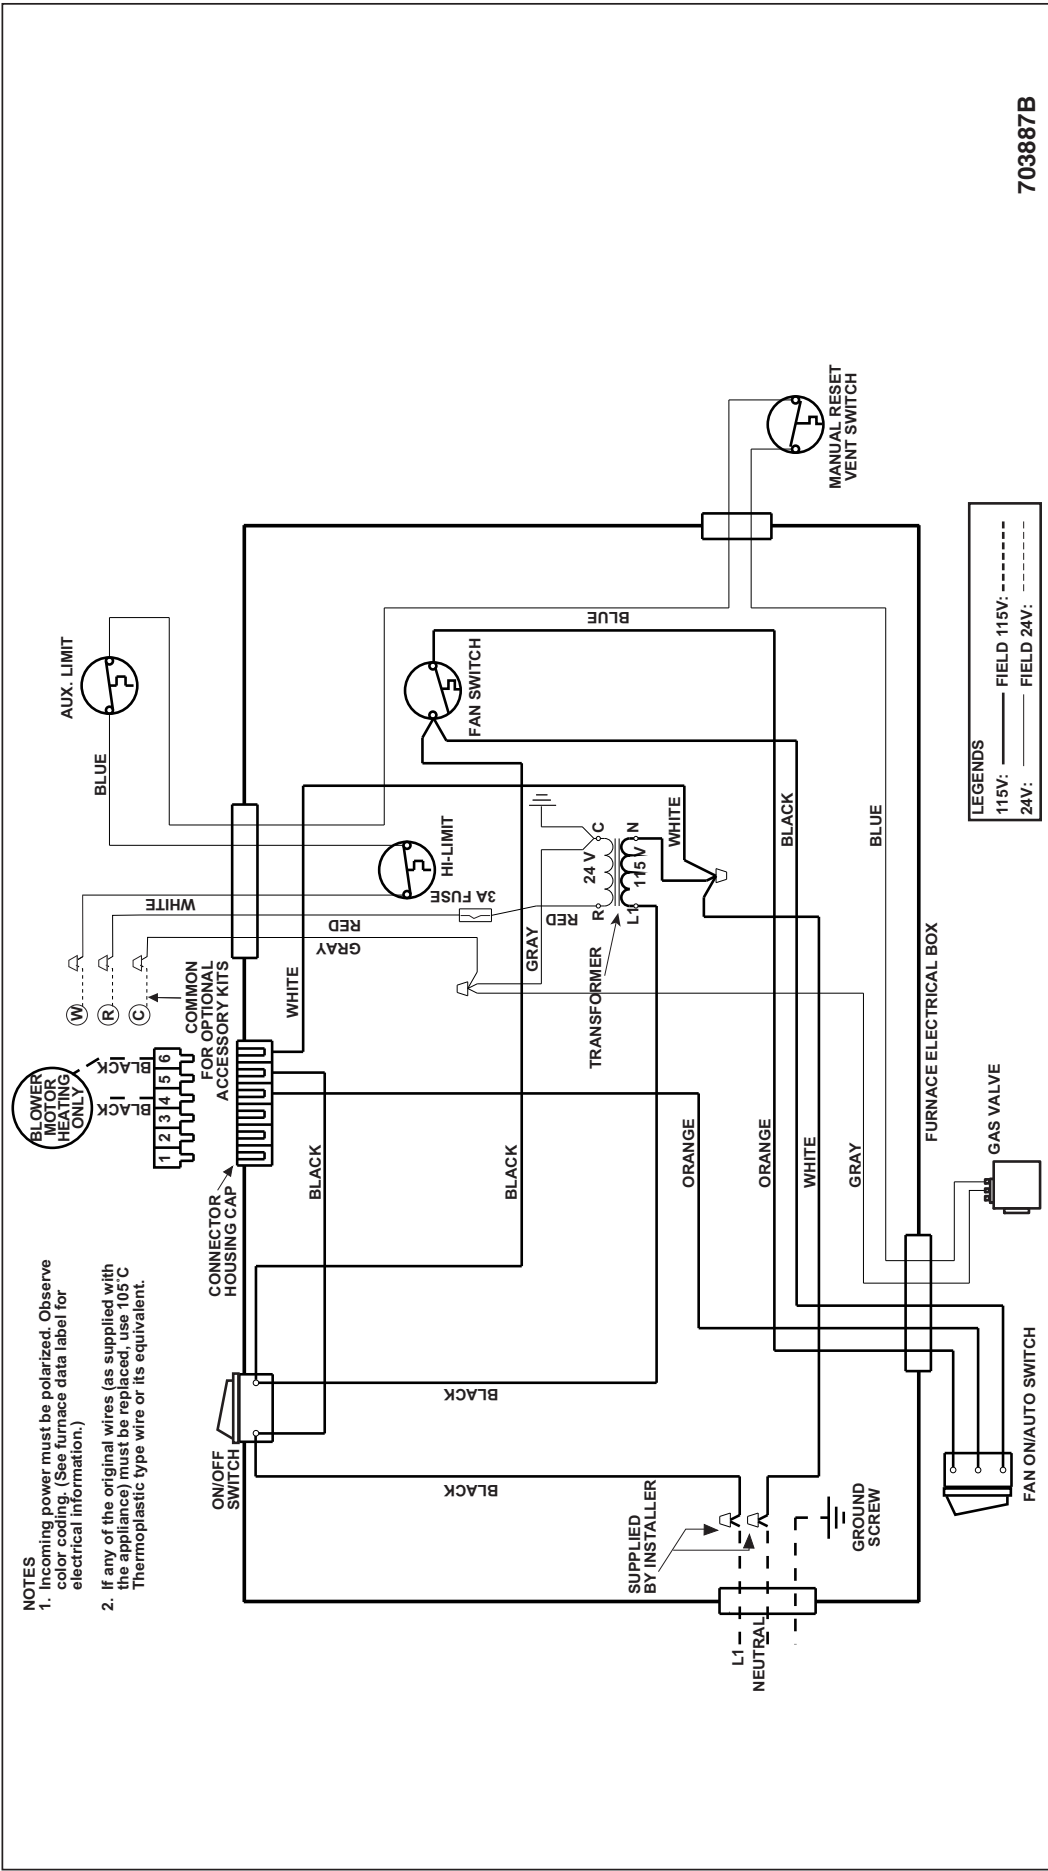 NOTES
1. Incoming power must be polarized. Observe
color coding. (See furnace data label for
electrical information.)
2. If any of the original wires (as supplied with
the appliance) must be replaced, use 105˚C
Thermoplastic type wire or its equivalent.
BLOWER
MOTOR
HEATING
ONLY
BLACK
BLACK
1 2 3 4 5 6
W
R
C
COMMON
FOR OPTIONAL
ACCESSORY KITS
CONNECTOR
HOUSING CAP
ON/OFF
SWITCH
AUX. LIMIT
BLUE
WHITE
RED
GRAY
WHITE
BLACK
HI-LIMIT
3A FUSE
FAN SWITCH
BLACK
BLACK
BLACK
GRAY
RED
R
24 V
C
L1
115 V
N
TRANSFORMER
WHITE
BLUE
ORANGE
ORANGE
BLACK
WHITE
GRAY
BLUE
SUPPLIED
BY INSTALLER
L1
NEUTRAL
GROUND
SCREW
MANUAL RESET
VENT SWITCH
FURNACE ELECTRICAL BOX
GAS VALVE
FAN ON/AUTO SWITCH
LEGENDS
115V: FIELD 115V:
24V: FIELD 24V:
703887B